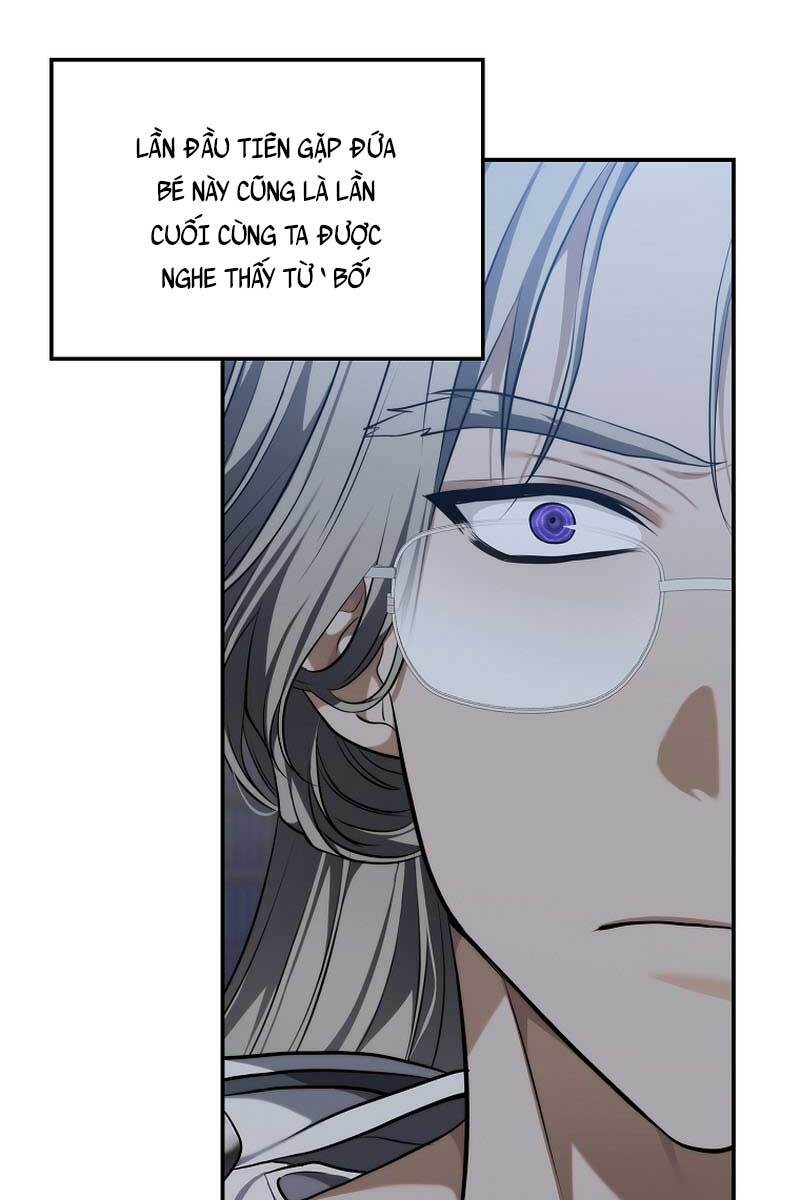 LẦN ĐẦU TIÊN GẶP ĐỨA
BÉ NÀY CŨNG LÀ LẦN
CUỐI CÙNG TA ĐƯỢC
NGHE THẤY TỪ ' BỐ'